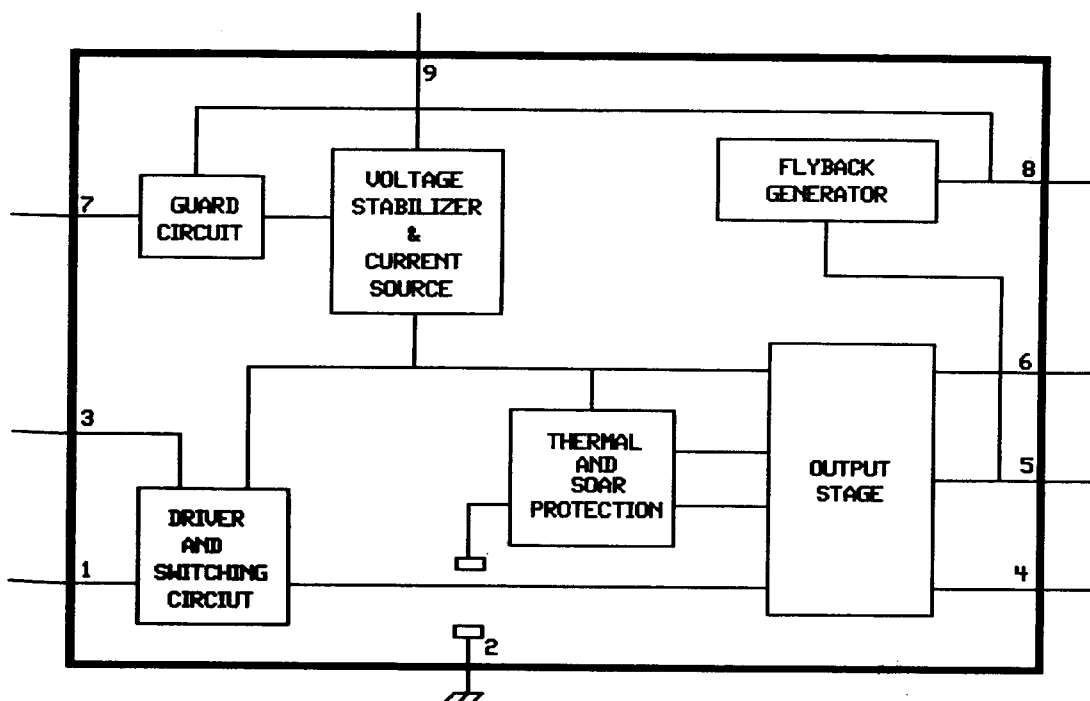 9
VOLTAGE
STABILIZER
&
CURRENT
SOURCE
FLYBACK
GENERATOR
8
7
GUARD
CIRCUIT
6
3
THERMAL
AND
SOAR
PROTECTION
OUTPUT
STAGE
5
DRIVER
AND
SWITCHING
CIRCIUT
1
4
2